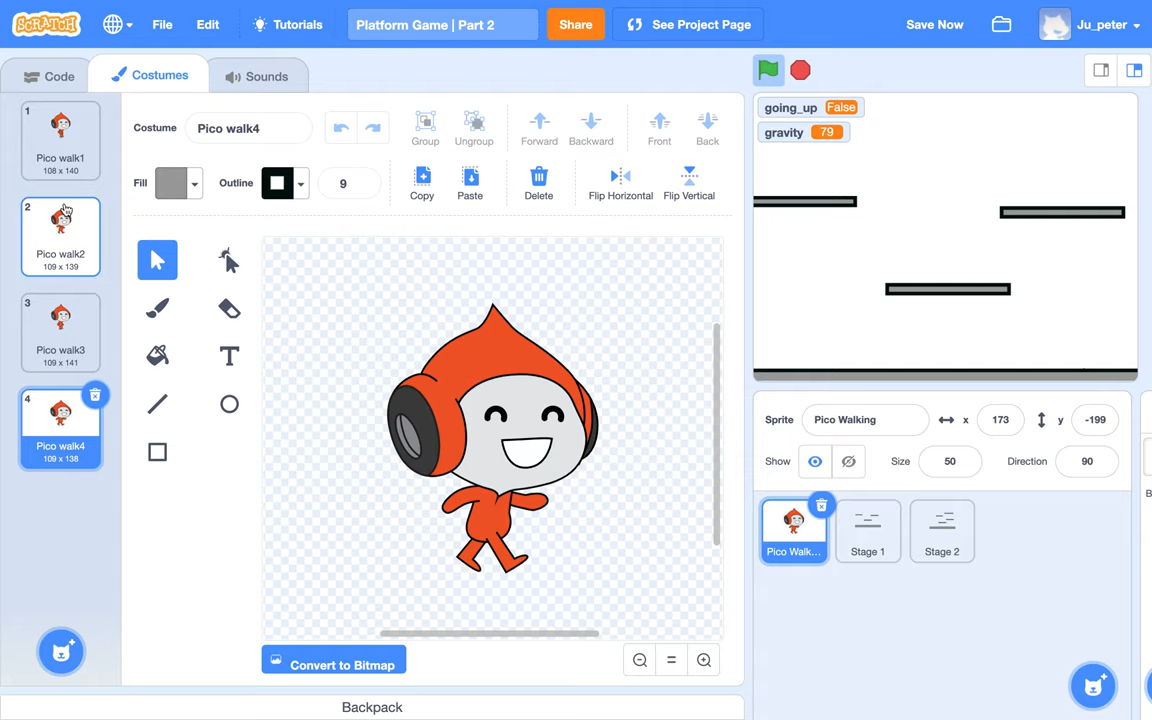 SCRATCH File Edit Tutorials Platform Game | Part 2 Share See Project Page Save Now Ju_peter
Code Costumes Sounds
1
Pico walk1
108 x 140
2
Pico walk2
109 x 139
3
Pico walk3
109 x 141
4
Pico walk4
109 x 138
Costume Pico walk4
Group Ungroup Forward Backward Front Back
Fill Outline 9
Copy Paste Delete Flip Horizontal Flip Vertical
T
Convert to Bitmap
Backpack
going_up False
gravity 79
Sprite Pico Walking x 173 y -199
Show Size 50 Direction 90
Pico Walk... Stage 1 Stage 2